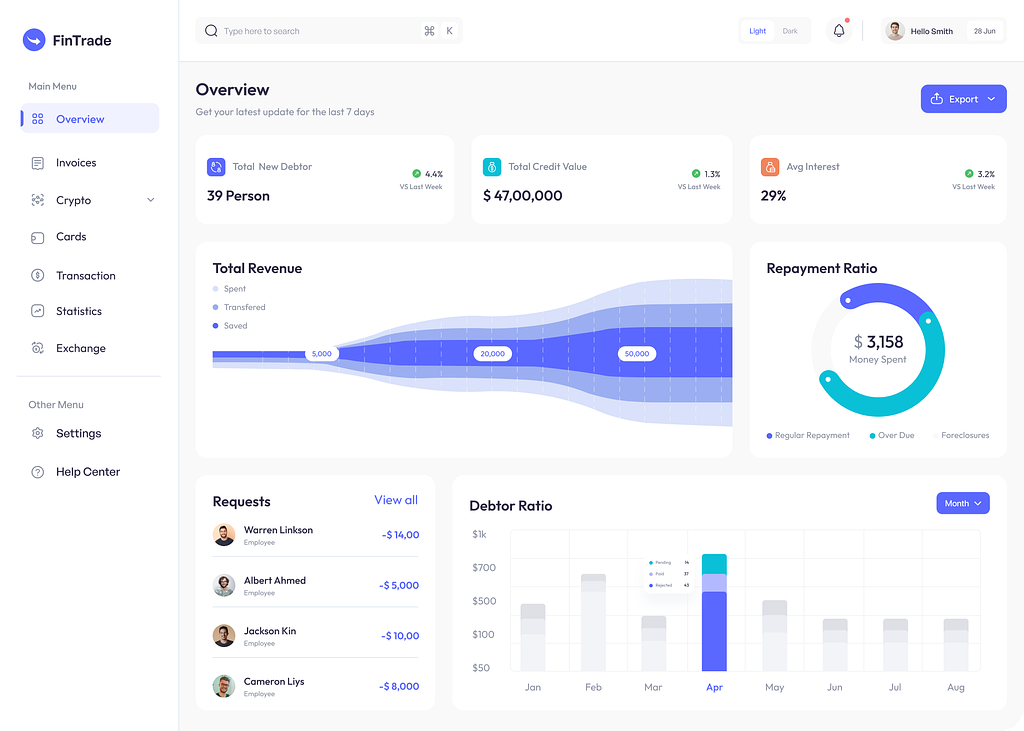 FinTrade
Type here to search
⌘ K
Light Dark
Hello Smith 28 Jun
Main Menu
Overview
Invoices
Crypto
Cards
Transaction
Statistics
Exchange
Other Menu
Settings
Help Center
Overview
Get your latest update for the last 7 days
Export
Total New Debtor
39 Person
4.4%
VS Last Week
Total Credit Value
$ 47,00,000
1.3%
VS Last Week
Avg Interest
29%
3.2%
VS Last Week
Total Revenue
Spent
Transfered
Saved
5,000 20,000 50,000
Repayment Ratio
$ 3,158
Money Spent
Regular Repayment Over Due Foreclosures
Requests View all
Warren Linkson
Employee
-$ 14,00
Albert Ahmed
Employee
-$ 5,000
Jackson Kin
Employee
-$ 10,00
Cameron Liys
Employee
-$ 8,000
Debtor Ratio
Month
$1k
$700
$500
$100
$50
Pending 14
Paid 37
Rejected 43
Jan Feb Mar Apr May Jun Jul Aug